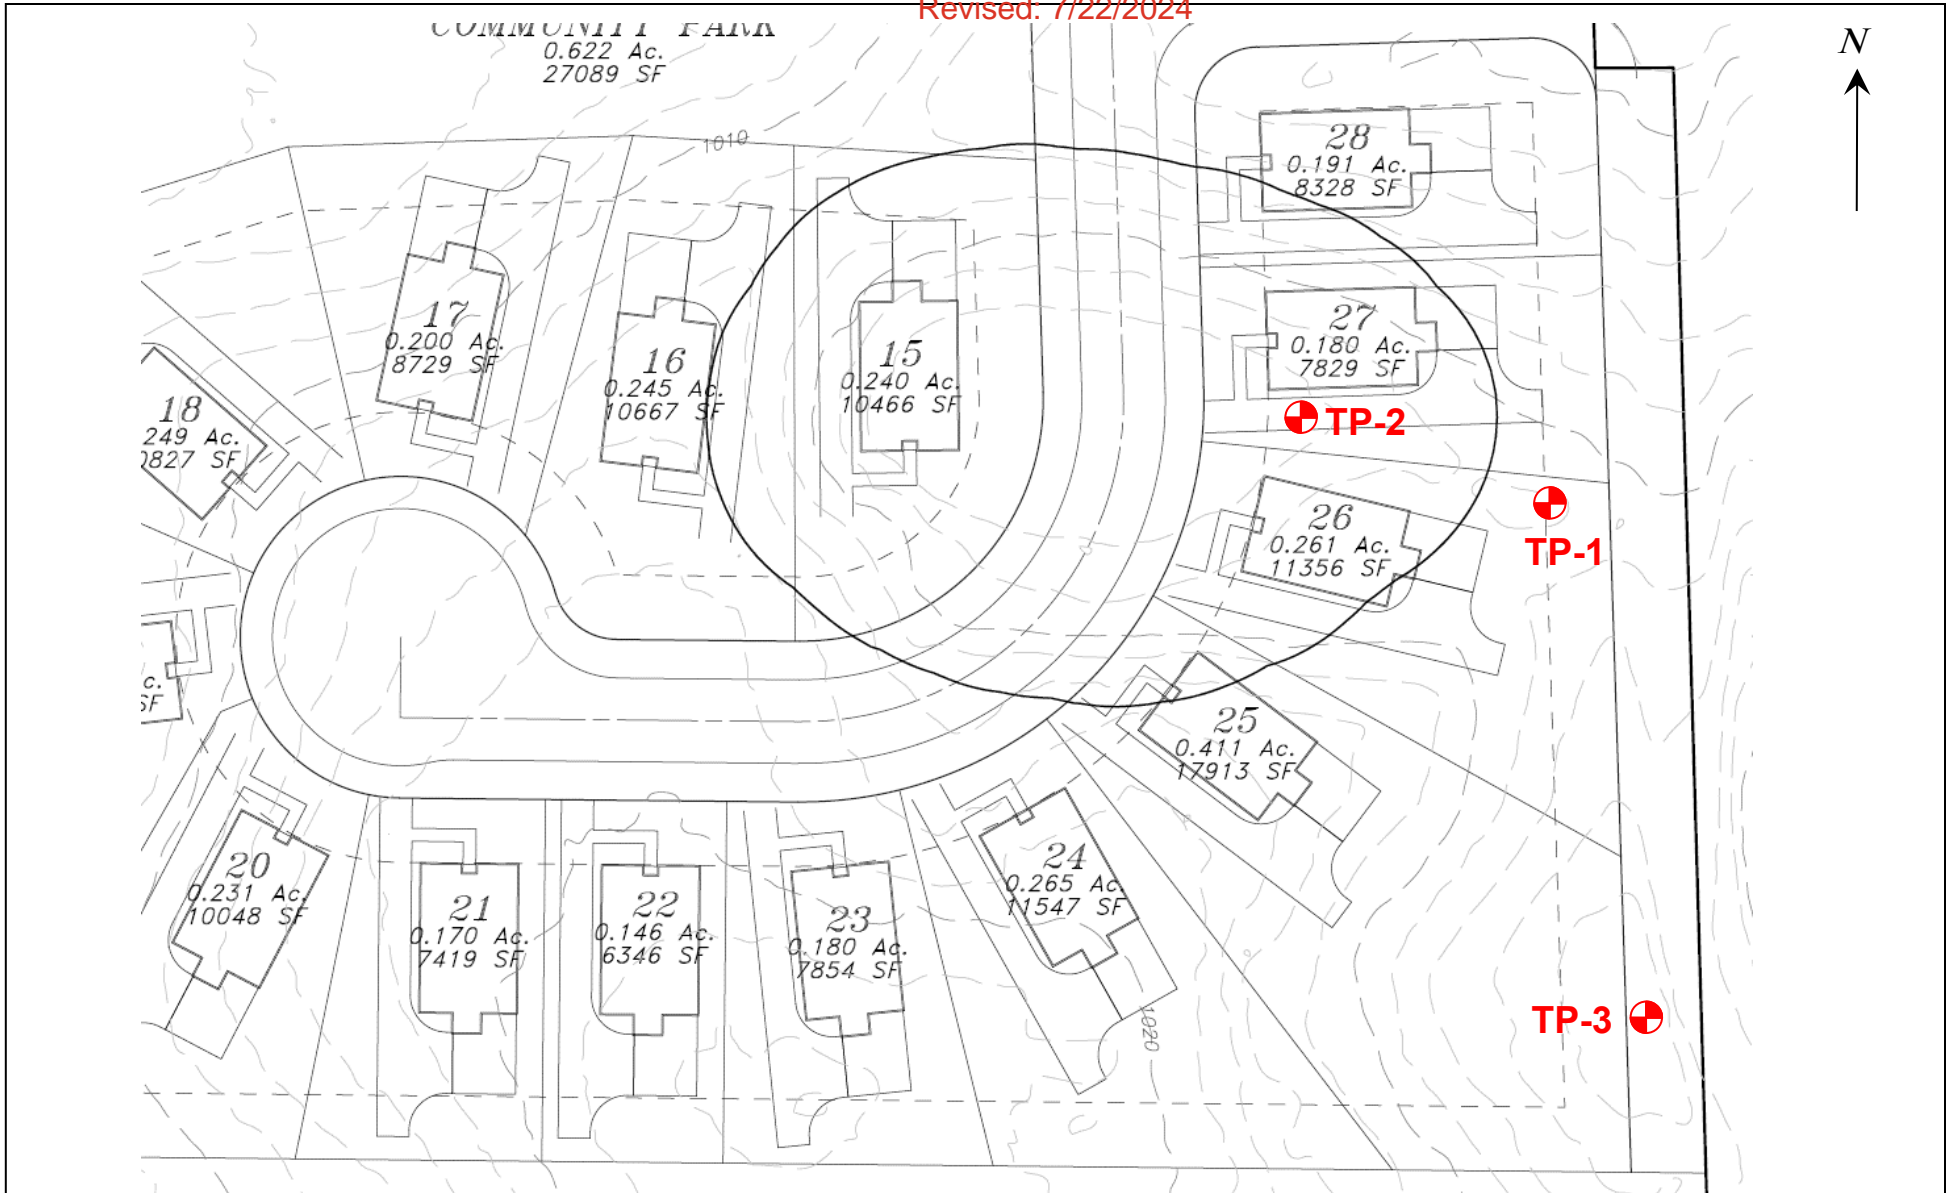 Revised: 7/22/2024
COMMUNITY PARK
0.622 Ac.
27089 SF
N
1010
28
0.191 Ac.
8328 SF
17
0.200 Ac.
8729 SF
16
0.245 Ac.
10667 SF
15
0.240 Ac.
10466 SF
27
0.180 Ac.
7829 SF
TP-2
18
249 Ac.
0827 SF
26
0.261 Ac.
11356 SF
TP-1
c.
SF
25
0.411 Ac.
17913 SF
20
0.231 Ac.
10048 SF
21
0.170 Ac.
7419 SF
22
0.146 Ac.
6346 SF
23
0.180 Ac.
7854 SF
24
0.265 Ac.
11547 SF
1020
TP-3